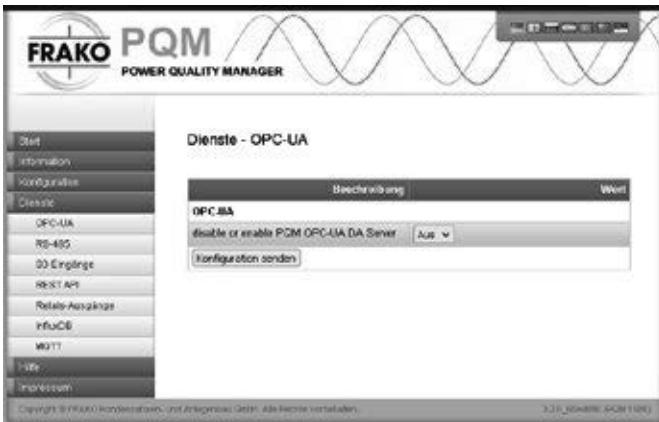 FRAKO
PQM
POWER QUALITY MANAGER
Start
Information
Konfiguration
Dienste
OPC-UA
RS-485
S0 Eingänge
REST API
Relais-Ausgänge
InfluxDB
MQTT
Hilfe
Impressum
Dienste - OPC-UA
Beschreibung Wert
OPC-UA
disable or enable PQM OPC-UA DA Server Aus
Konfiguration senden
Copyright © FRAKO Kondensatoren- und Anlagenbau GmbH. Alle Rechte vorbehalten.